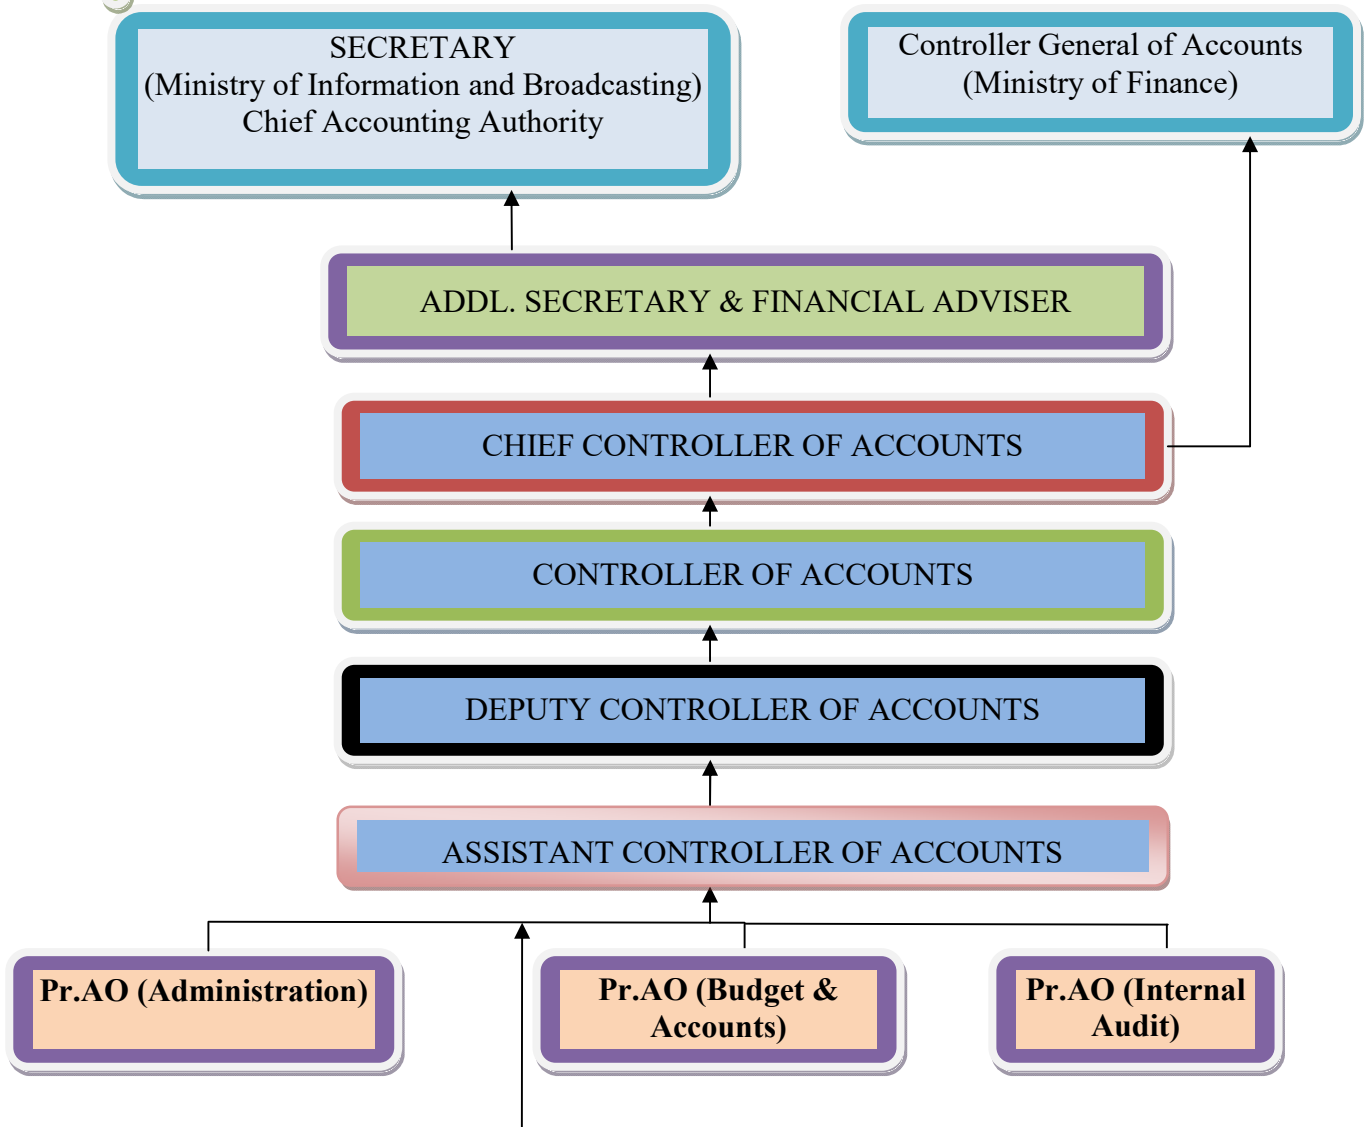 SECRETARY
(Ministry of Information and Broadcasting)
Chief Accounting Authority
Controller General of Accounts
(Ministry of Finance)
ADDL. SECRETARY & FINANCIAL ADVISER
CHIEF CONTROLLER OF ACCOUNTS
CONTROLLER OF ACCOUNTS
DEPUTY CONTROLLER OF ACCOUNTS
ASSISTANT CONTROLLER OF ACCOUNTS
Pr.AO (Administration)
Pr.AO (Budget &
Accounts)
Pr.AO (Internal
Audit)